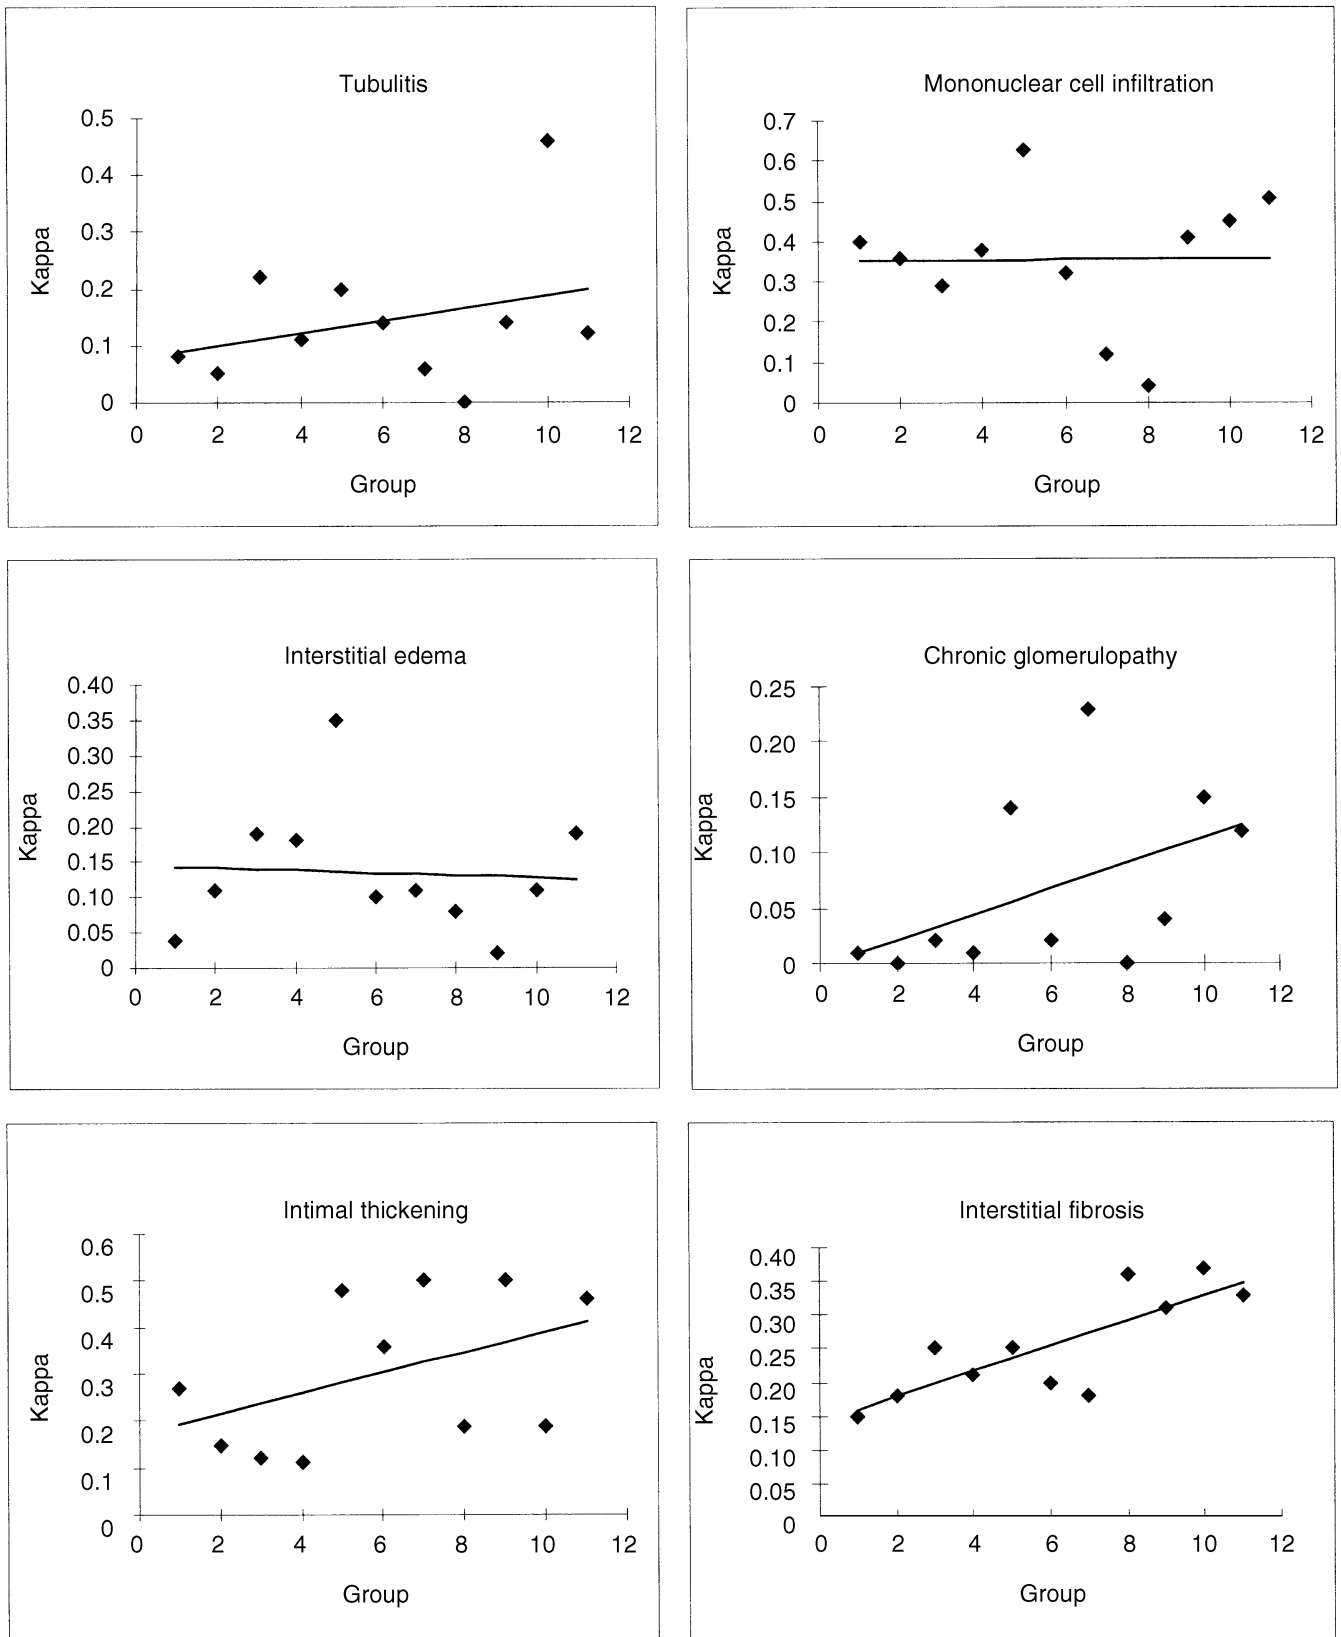 Tubulitis
0.5
0.4
0.3
0.2
0.1
0
Kappa
0 2 4 6 8 10 12
Group
Mononuclear cell infiltration
0.7
0.6
0.5
0.4
0.3
0.2
0.1
0
Kappa
0 2 4 6 8 10 12
Group
Interstitial edema
0.40
0.35
0.30
0.25
0.20
0.15
0.10
0.05
0
Kappa
0 2 4 6 8 10 12
Group
Chronic glomerulopathy
0.25
0.20
0.15
0.10
0.05
0
Kappa
0 2 4 6 8 10 12
Group
Intimal thickening
0.6
0.5
0.4
0.3
0.2
0.1
0
Kappa
0 2 4 6 8 10 12
Group
Interstitial fibrosis
0.40
0.35
0.30
0.25
0.20
0.15
0.10
0.05
0
Kappa
0 2 4 6 8 10 12
Group